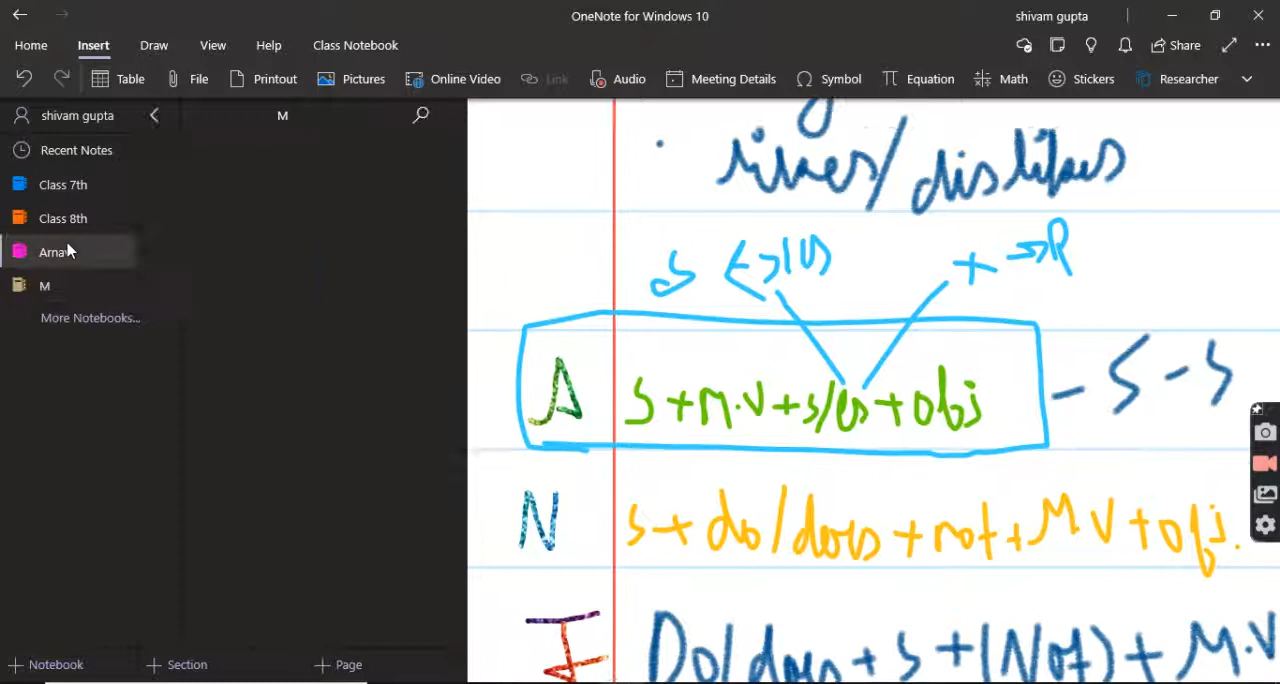 OneNote for Windows 10
shivam gupta
Home Insert Draw View Help Class Notebook
Share
Table File Printout Pictures Online Video Link Audio Meeting Details Symbol Equation Math Stickers Researcher
shivam gupta
M
Recent Notes
Class 7th
Class 8th
Arna
M
More Notebooks...
Notebook Section Page
likes/dislikes
A S + M.V + s/es + obj - S - S
N S + do/does + not + M.V + obj.
I Do/does + S + (Not) + M.V